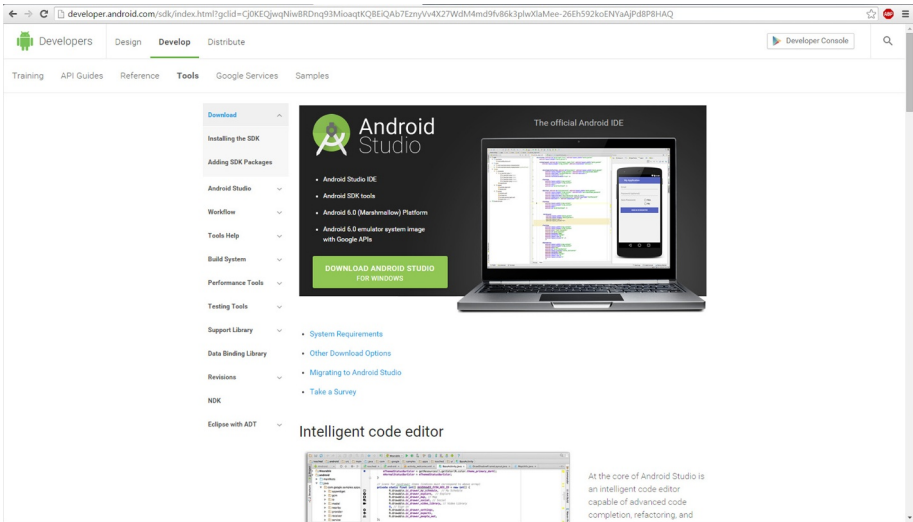 developer.android.com/sdk/index.html?gclid=Cj0KEQjwqNiwBRDnq93MioaqtKQBEiQAb7EznyVv4X27WdM4md9fv86k3plwXlaMee-26Eh592koENYaAjPd8P8HAQ
Developers
Design
Develop
Distribute
Developer Console
Training
API Guides
Reference
Tools
Google Services
Samples
Download
Installing the SDK
Adding SDK Packages
Android Studio
Workflow
Tools Help
Build System
Performance Tools
Testing Tools
Support Library
Data Binding Library
Revisions
NDK
Eclipse with ADT
Android
Studio
The official Android IDE
• Android Studio IDE
• Android SDK tools
• Android 6.0 (Marshmallow) Platform
• Android 6.0 emulator system image
with Google APIs
DOWNLOAD ANDROID STUDIO
FOR WINDOWS
• System Requirements
• Other Download Options
• Migrating to Android Studio
• Take a Survey
Intelligent code editor
At the core of Android Studio is
an intelligent code editor
capable of advanced code
completion, refactoring, and